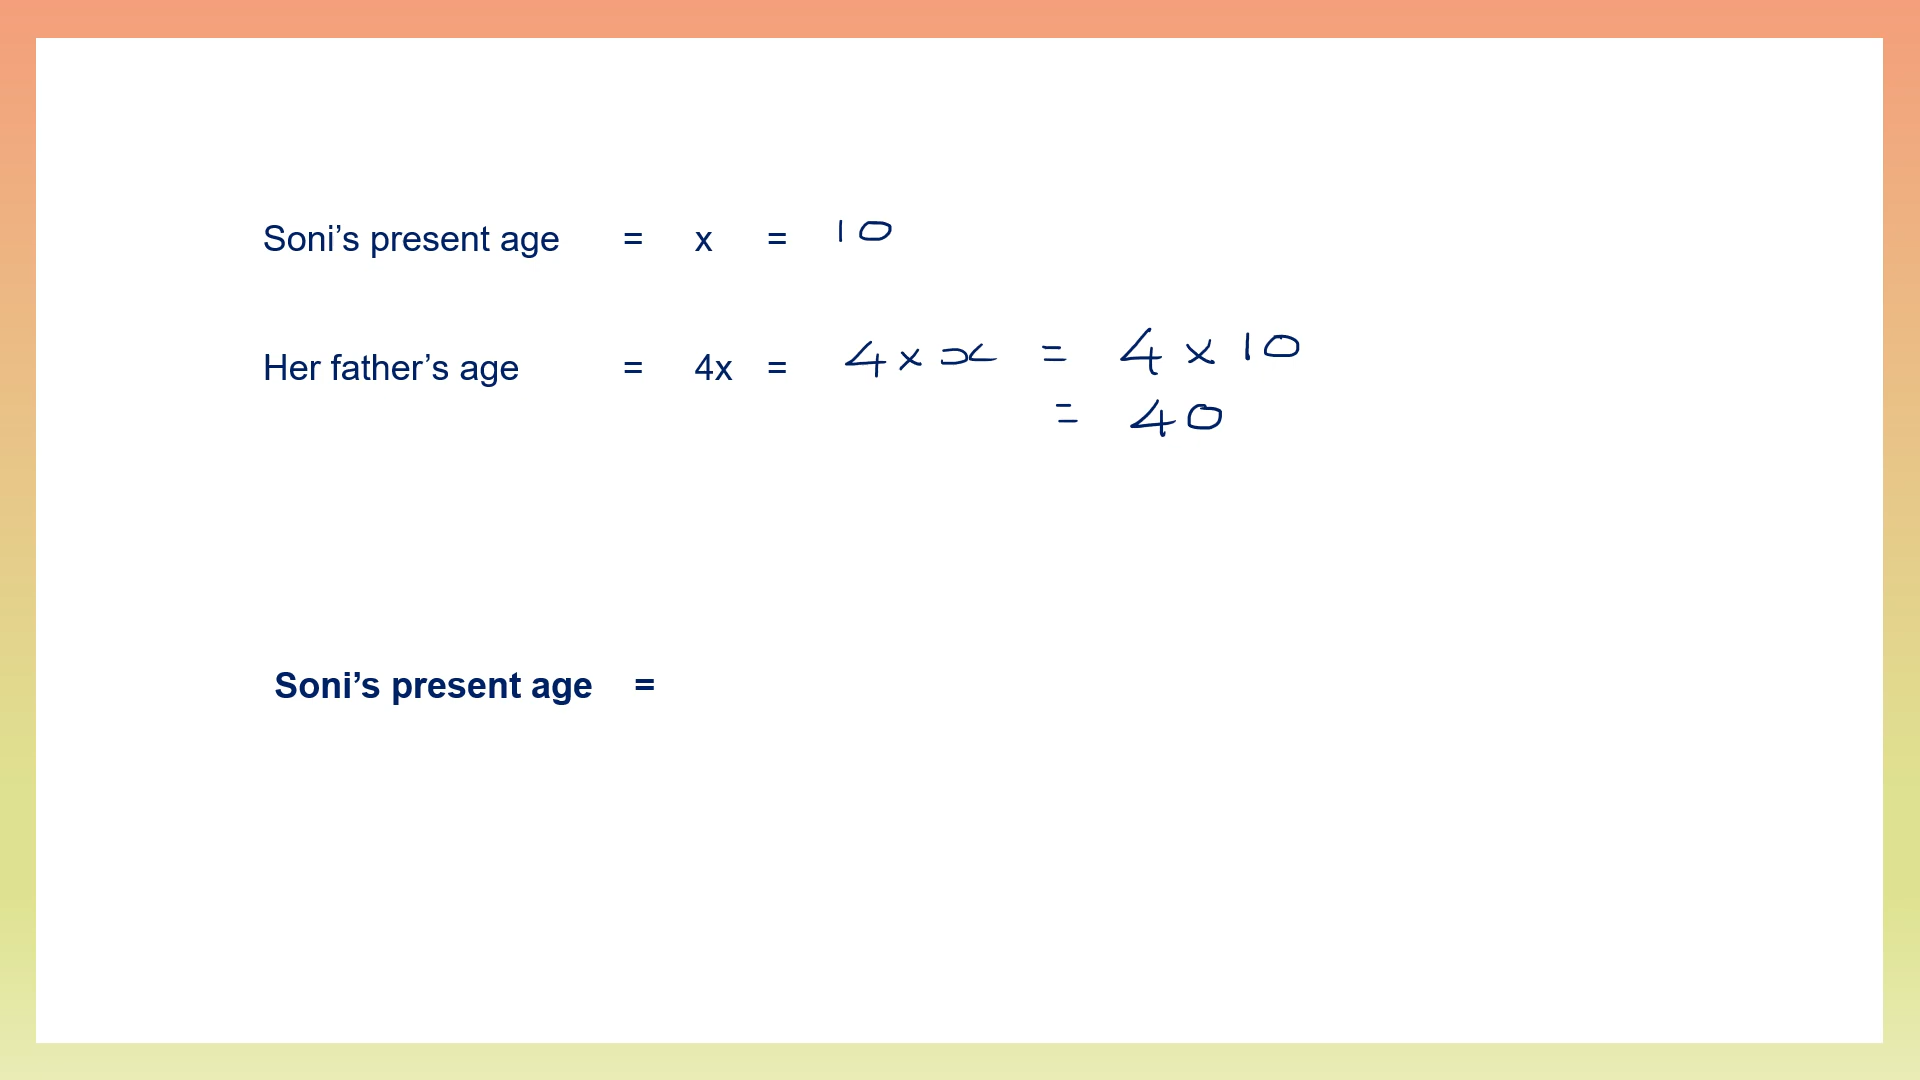 Soni’s present age = x = 10
Her father’s age = 4x = 4 × x = 4 × 10
= 40
Soni’s present age =